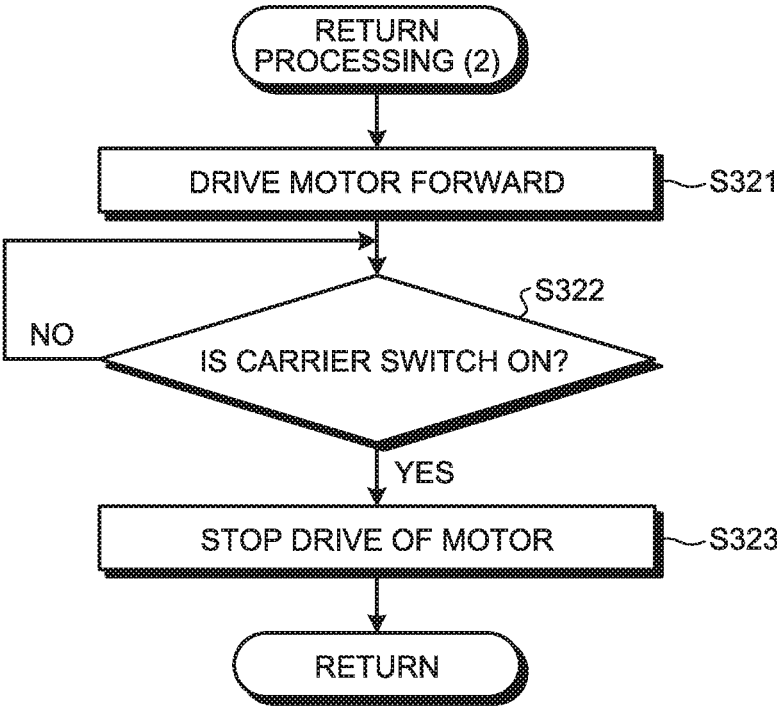 RETURN
PROCESSING (2)
DRIVE MOTOR FORWARD
S321
S322
NO
IS CARRIER SWITCH ON?
YES
STOP DRIVE OF MOTOR
S323
RETURN